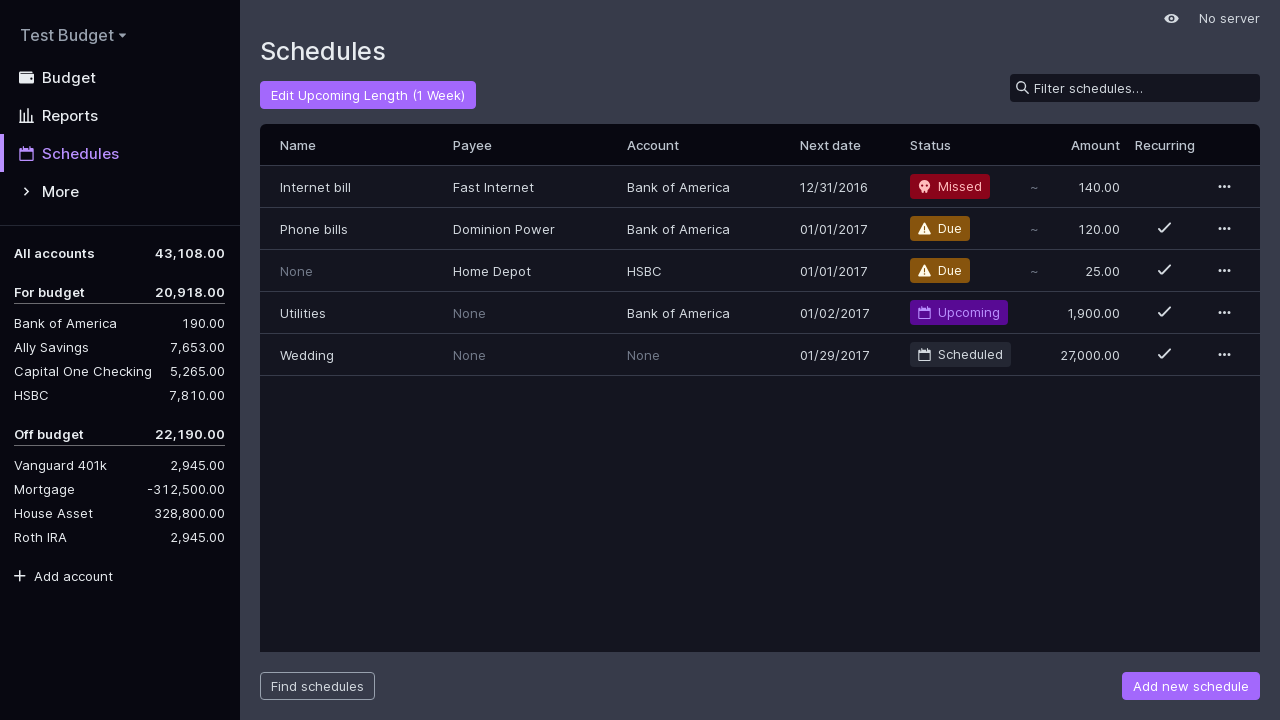 Test Budget
Budget
Reports
Schedules
More
All accounts 43,108.00
For budget 20,918.00
Bank of America 190.00
Ally Savings 7,653.00
Capital One Checking 5,265.00
HSBC 7,810.00
Off budget 22,190.00
Vanguard 401k 2,945.00
Mortgage -312,500.00
House Asset 328,800.00
Roth IRA 2,945.00
Add account
No server
Schedules
Edit Upcoming Length (1 Week)
Filter schedules…
Name Payee Account Next date Status Amount Recurring
Internet bill Fast Internet Bank of America 12/31/2016 Missed ~ 140.00
Phone bills Dominion Power Bank of America 01/01/2017 Due ~ 120.00
None Home Depot HSBC 01/01/2017 Due ~ 25.00
Utilities None Bank of America 01/02/2017 Upcoming 1,900.00
Wedding None None 01/29/2017 Scheduled 27,000.00
Find schedules
Add new schedule